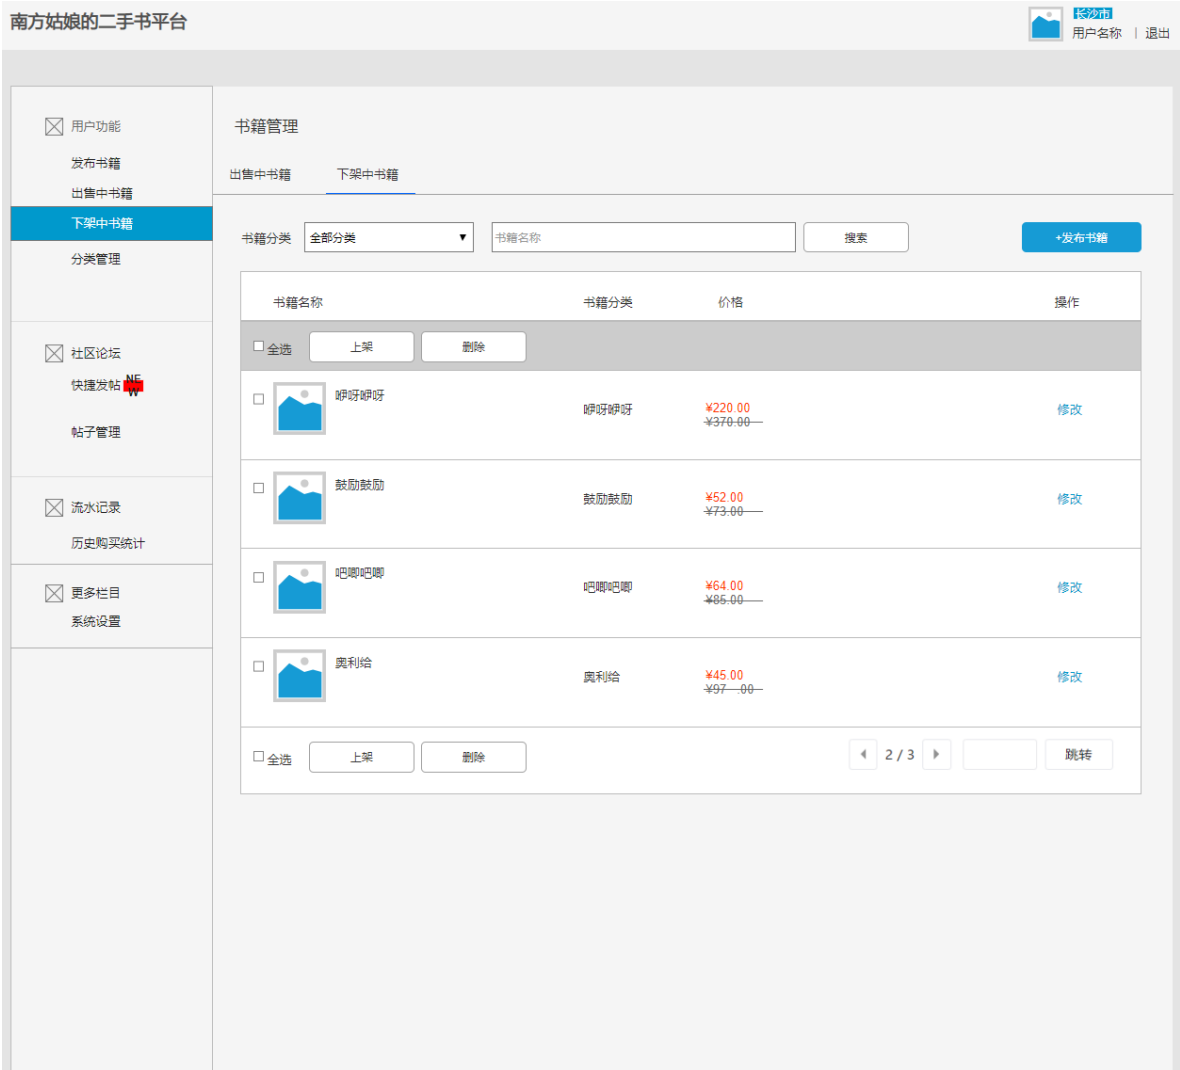 南方姑娘的二手书平台
长沙市
用户名称 | 退出
用户功能
发布书籍
出售中书籍
下架中书籍
分类管理
社区论坛
快捷发帖 NE
W
帖子管理
流水记录
历史购买统计
更多栏目
系统设置
书籍管理
出售中书籍 下架中书籍
书籍分类 全部分类 书籍名称 搜索 +发布书籍
书籍名称 书籍分类 价格 操作
全选 上架 删除
咿呀咿呀 咿呀咿呀 ¥220.00 修改
¥370.00
鼓励鼓励 鼓励鼓励 ¥52.00 修改
¥73.00
吧唧吧唧 吧唧吧唧 ¥64.00 修改
¥85.00
奥利给 奥利给 ¥45.00 修改
¥97 .00
全选 上架 删除 2 / 3 跳转